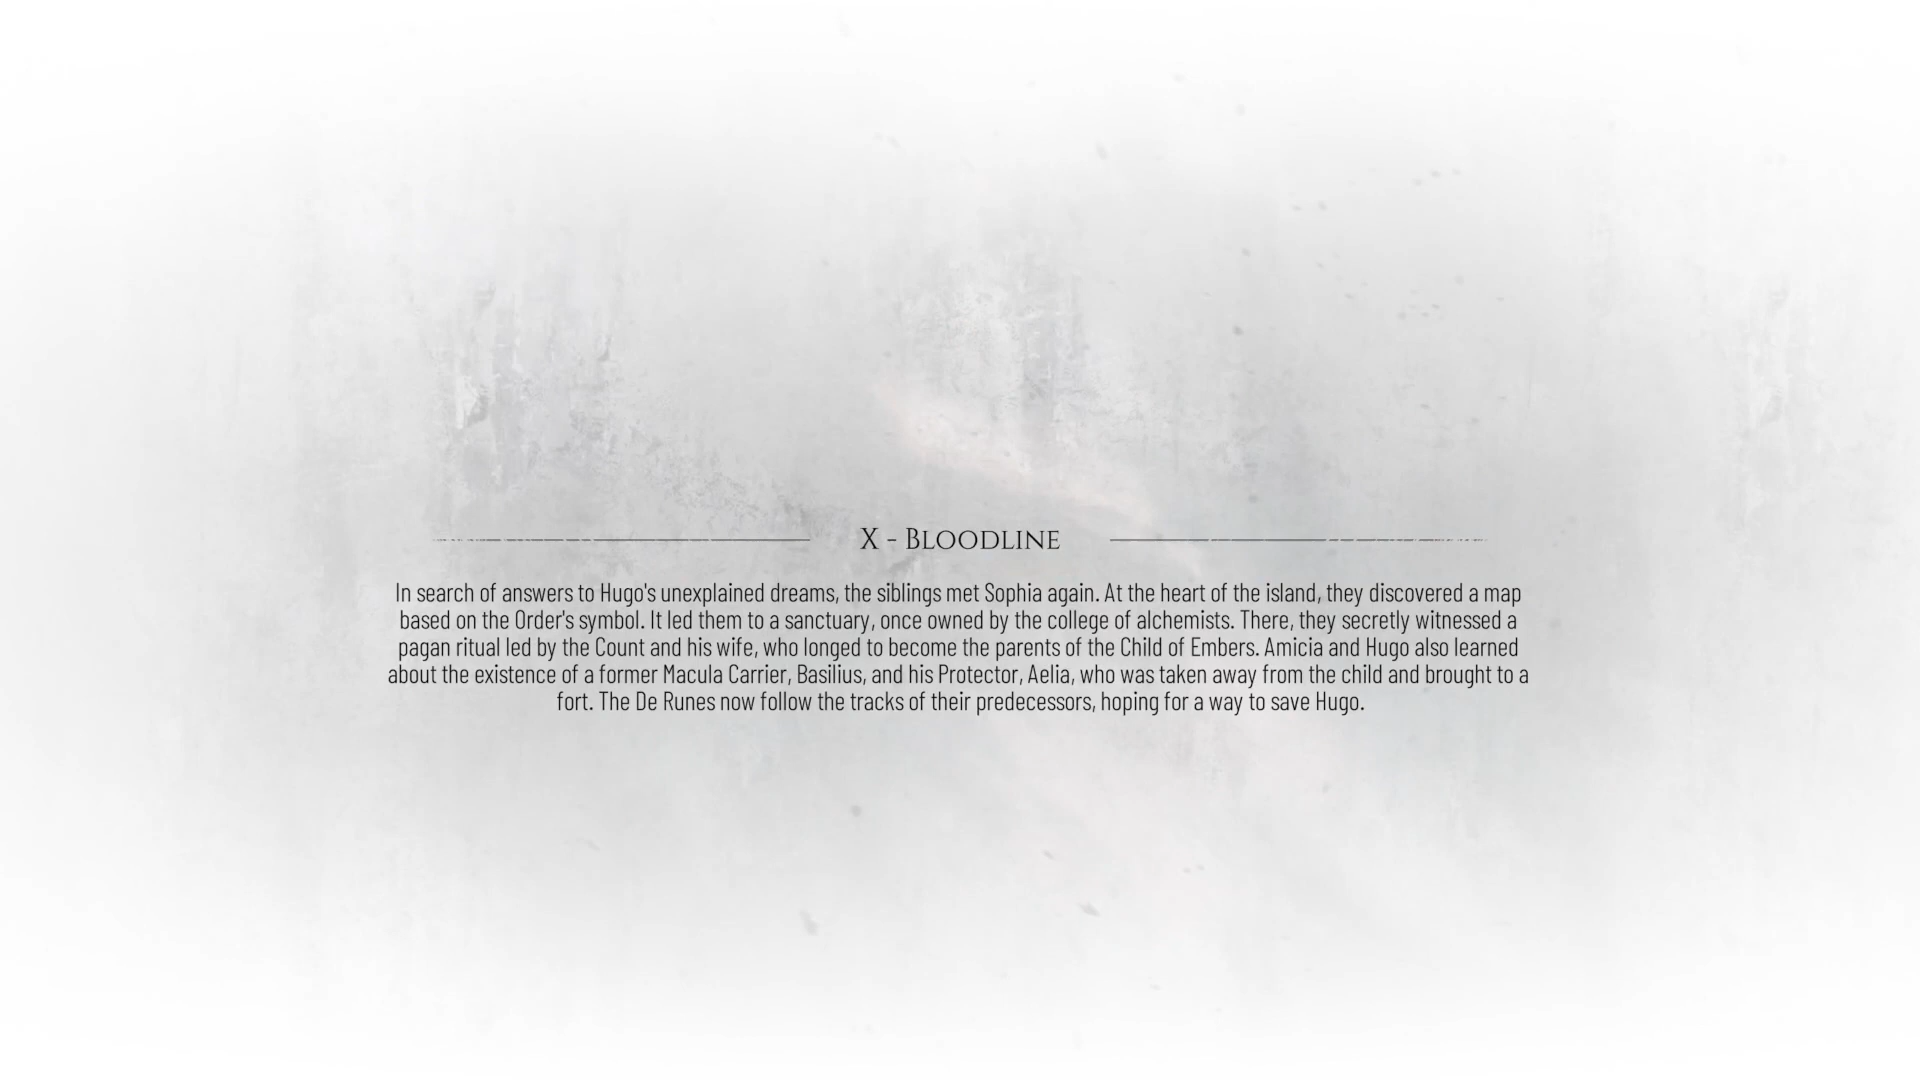 X - Bloodline
In search of answers to Hugo's unexplained dreams, the siblings met Sophia again. At the heart of the island, they discovered a map
based on the Order's symbol. It led them to a sanctuary, once owned by the college of alchemists. There, they secretly witnessed a
pagan ritual led by the Count and his wife, who longed to become the parents of the Child of Embers. Amicia and Hugo also learned
about the existence of a former Macula Carrier, Basilius, and his Protector, Aelia, who was taken away from the child and brought to a
fort. The De Runes now follow the tracks of their predecessors, hoping for a way to save Hugo.